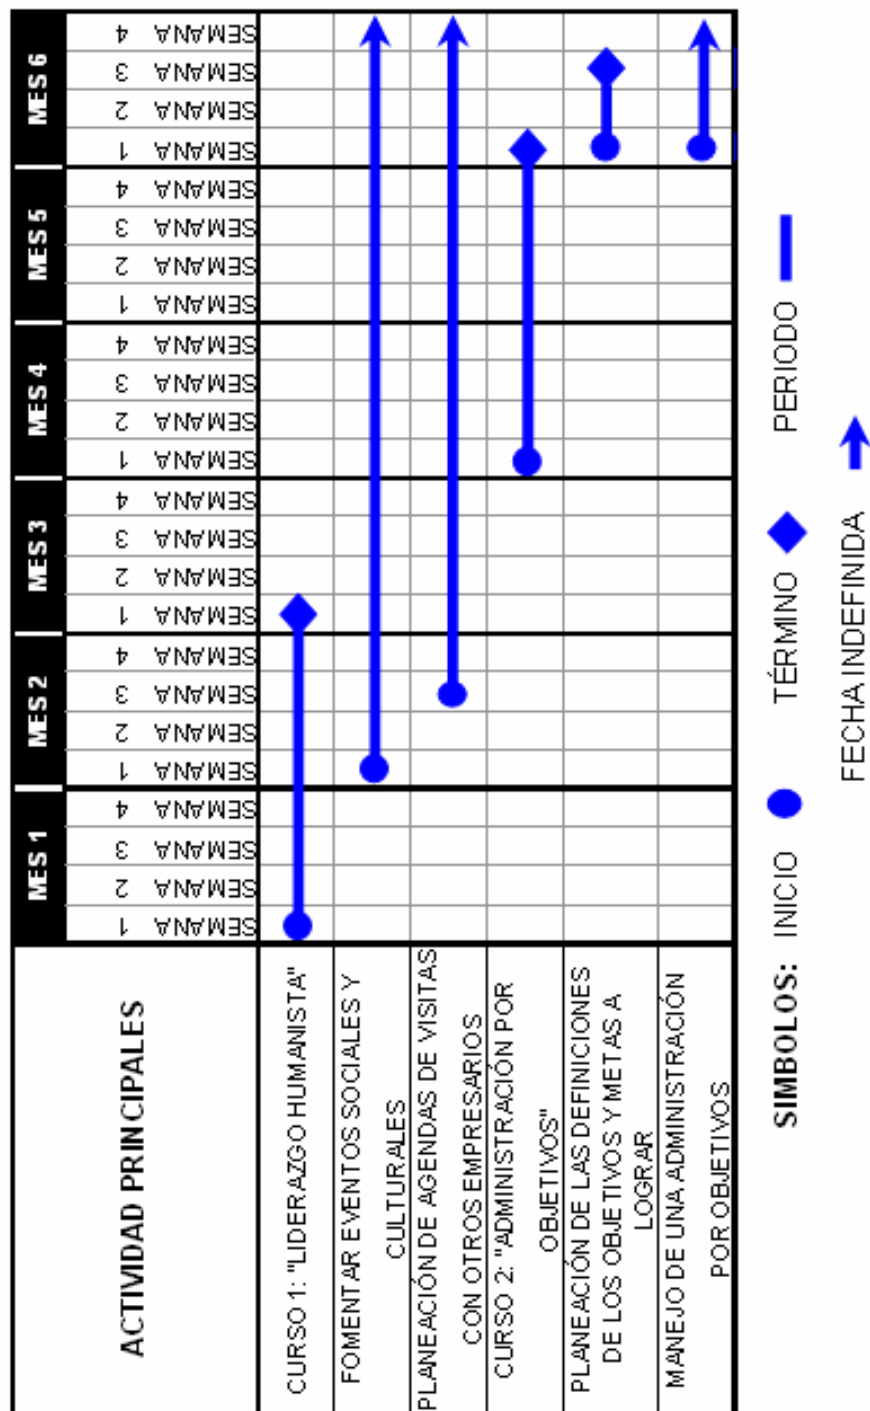 ACTIVIDAD PRINCIPALES
MES 1
MES 2
MES 3
MES 4
MES 5
MES 6
SEMANA 1
SEMANA 2
SEMANA 3
SEMANA 4
SEMANA 1
SEMANA 2
SEMANA 3
SEMANA 4
SEMANA 1
SEMANA 2
SEMANA 3
SEMANA 4
SEMANA 1
SEMANA 2
SEMANA 3
SEMANA 4
SEMANA 1
SEMANA 2
SEMANA 3
SEMANA 4
SEMANA 1
SEMANA 2
SEMANA 3
SEMANA 4
CURSO 1: "LIDERAZGO HUMANISTA"
FOMENTAR EVENTOS SOCIALES Y
CULTURALES
PLANEACIÓN DE AGENDAS DE VISITAS
CON OTROS EMPRESARIOS
CURSO 2: "ADMINISTRACIÓN POR
OBJETIVOS"
PLANEACIÓN DE LAS DEFINICIONES
DE LOS OBJETIVOS Y METAS A
LOGRAR
MANEJO DE UNA ADMINISTRACIÓN
POR OBJETIVOS
SIMBOLOS: INICIO TÉRMINO PERIODO
FECHA INDEFINIDA